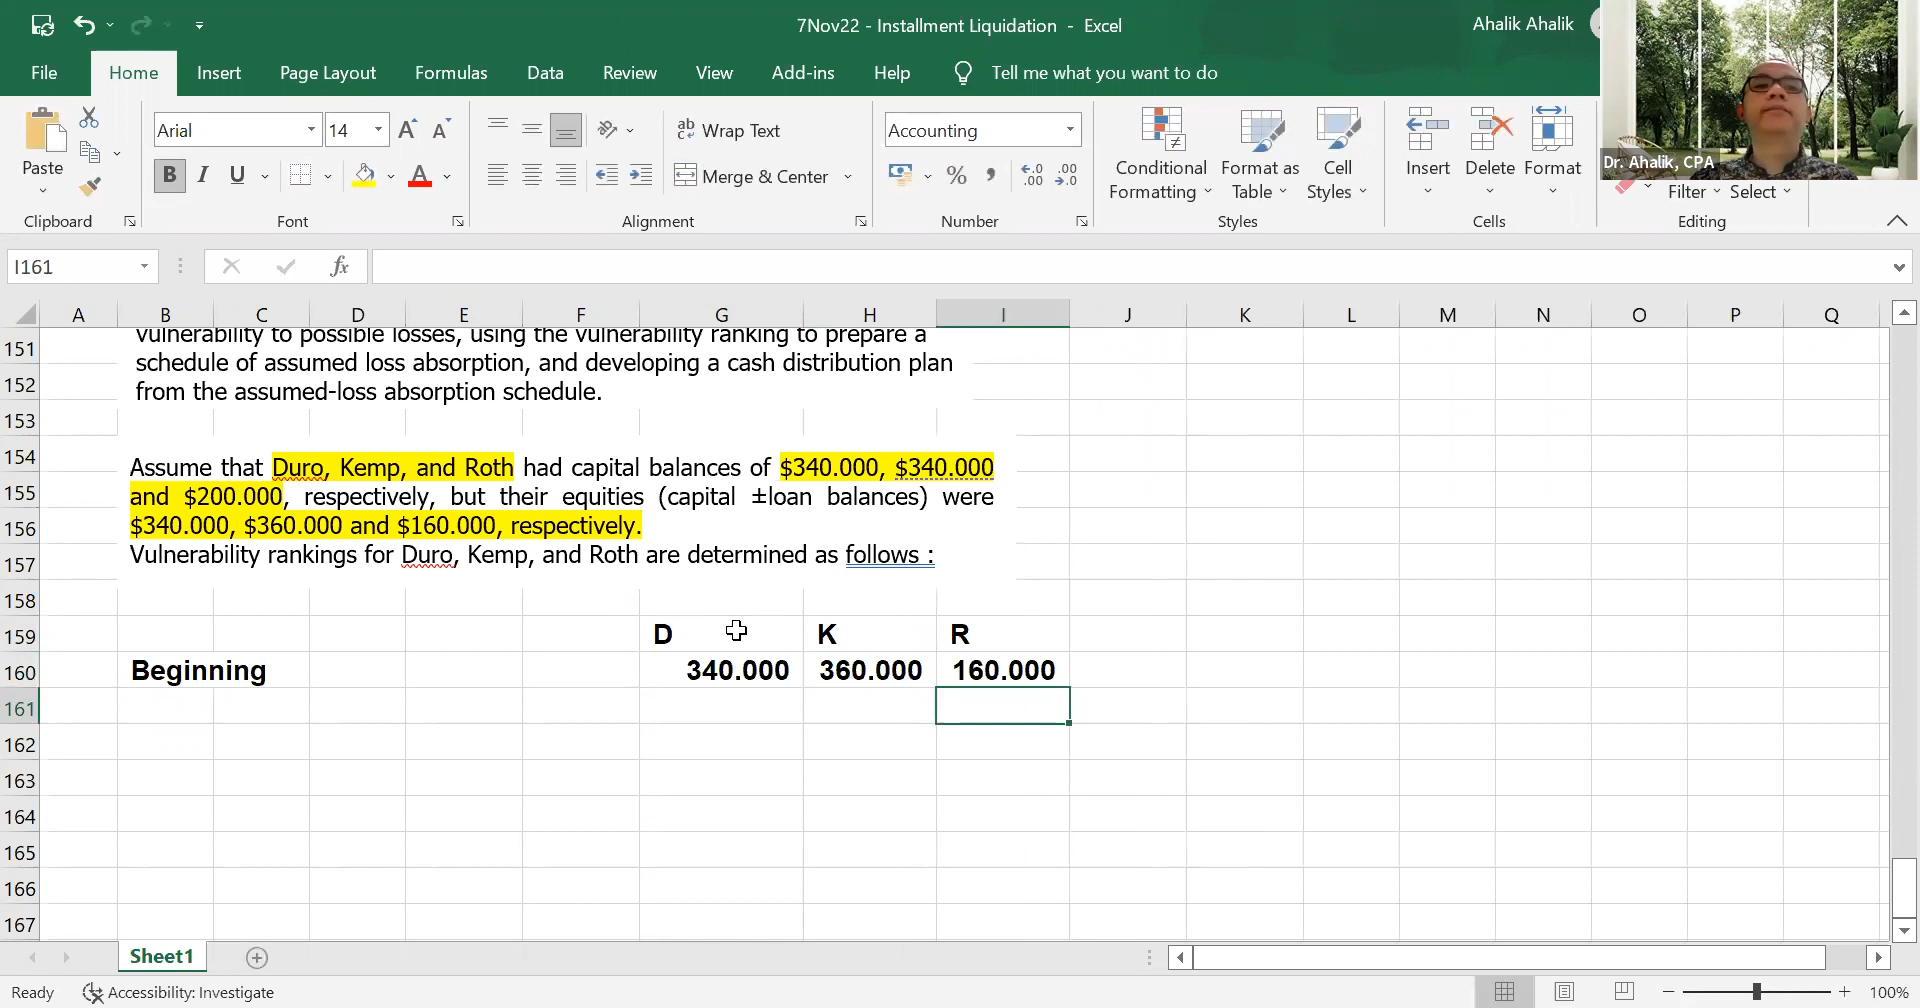 7Nov22 - Installment Liquidation - Excel
Ahalik Ahalik
File Home Insert Page Layout Formulas Data Review View Add-ins Help Tell me what you want to do
Paste
Clipboard
Arial 14
B I U
Font
ab Wrap Text
Merge & Center
Alignment
Accounting
% ,
Number
Conditional Formatting
Format as Table
Cell Styles
Styles
Insert Delete Format
Cells
Filter Select
Editing
Dr. Ahalik, CPA
I161
fx
A B C D E F G H I J K L M N O P Q
151 vulnerability to possible losses, using the vulnerability ranking to prepare a
152 schedule of assumed loss absorption, and developing a cash distribution plan
from the assumed-loss absorption schedule.
153
154 Assume that Duro, Kemp, and Roth had capital balances of $340.000, $340.000
155 and $200.000, respectively, but their equities (capital ±loan balances) were
156 $340.000, $360.000 and $160.000, respectively.
157 Vulnerability rankings for Duro, Kemp, and Roth are determined as follows :
158
159 D K R
160 Beginning 340.000 360.000 160.000
161
162
163
164
165
166
167
Sheet1
Ready Accessibility: Investigate
100%